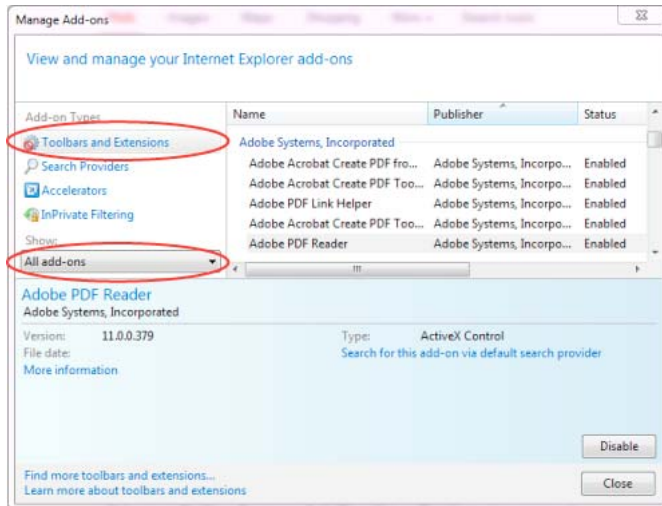 Manage Add-ons
View and manage your Internet Explorer add-ons
Add-on Types
Toolbars and Extensions
Search Providers
Accelerators
InPrivate Filtering
Show:
All add-ons
Name Publisher Status
Adobe Systems, Incorporated
Adobe Acrobat Create PDF fro... Adobe Systems, Incorpo... Enabled
Adobe Acrobat Create PDF Too... Adobe Systems, Incorpo... Enabled
Adobe PDF Link Helper Adobe Systems, Incorpo... Enabled
Adobe Acrobat Create PDF Too... Adobe Systems, Incorpo... Enabled
Adobe PDF Reader Adobe Systems, Incorpo... Enabled
Adobe PDF Reader
Adobe Systems, Incorporated
Version: 11.0.0.379 Type: ActiveX Control
File date: Search for this add-on via default search provider
More information
Disable
Find more toolbars and extensions...
Learn more about toolbars and extensions
Close